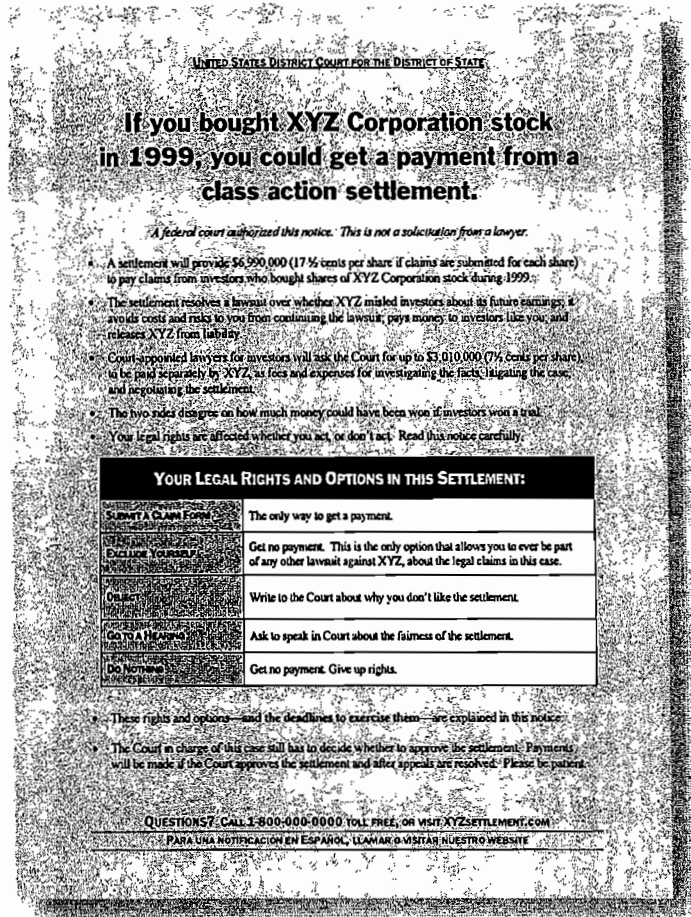 UNITED STATES DISTRICT COURT FOR THE DISTRICT OF STATE
If you bought XYZ Corporation stock
in 1999, you could get a payment from a
class action settlement.
A federal court authorized this notice. This is not a solicitation from a lawyer.
• A settlement will provide $6,990,000 (17 ½ cents per share if claims are submitted for each share)
to pay claims from investors who bought shares of XYZ Corporation stock during 1999.
• The settlement resolves a lawsuit over whether XYZ misled investors about its future earnings; it
avoids costs and risks to you from continuing the lawsuit; pays money to investors like you; and
releases XYZ from liability.
• Court-appointed lawyers for investors will ask the Court for up to $3,010,000 (7½ cents per share),
to be paid separately by XYZ, as fees and expenses for investigating the facts, litigating the case,
and negotiating the settlement.
• The two sides disagree on how much money could have been won if investors won a trial.
• Your legal rights are affected whether you act, or don't act. Read this notice carefully.
YOUR LEGAL RIGHTS AND OPTIONS IN THIS SETTLEMENT:
SUBMIT A CLAIM FORM The only way to get a payment.
EXCLUDE YOURSELF Get no payment. This is the only option that allows you to ever be part
of any other lawsuit against XYZ, about the legal claims in this case.
OBJECT Write to the Court about why you don't like the settlement.
GO TO A HEARING Ask to speak in Court about the fairness of the settlement.
DO NOTHING Get no payment. Give up rights.
• These rights and options—and the deadlines to exercise them—are explained in this notice.
• The Court in charge of this case still has to decide whether to approve the settlement. Payments
will be made if the Court approves the settlement and after appeals are resolved. Please be patient.
QUESTIONS? CALL 1-800-000-0000 TOLL FREE, OR VISIT XYZSETTLEMENT.COM
PARA UNA NOTIFICACION EN ESPAÑOL, LLAMAR O VISITAR NUESTRO WEBSITE